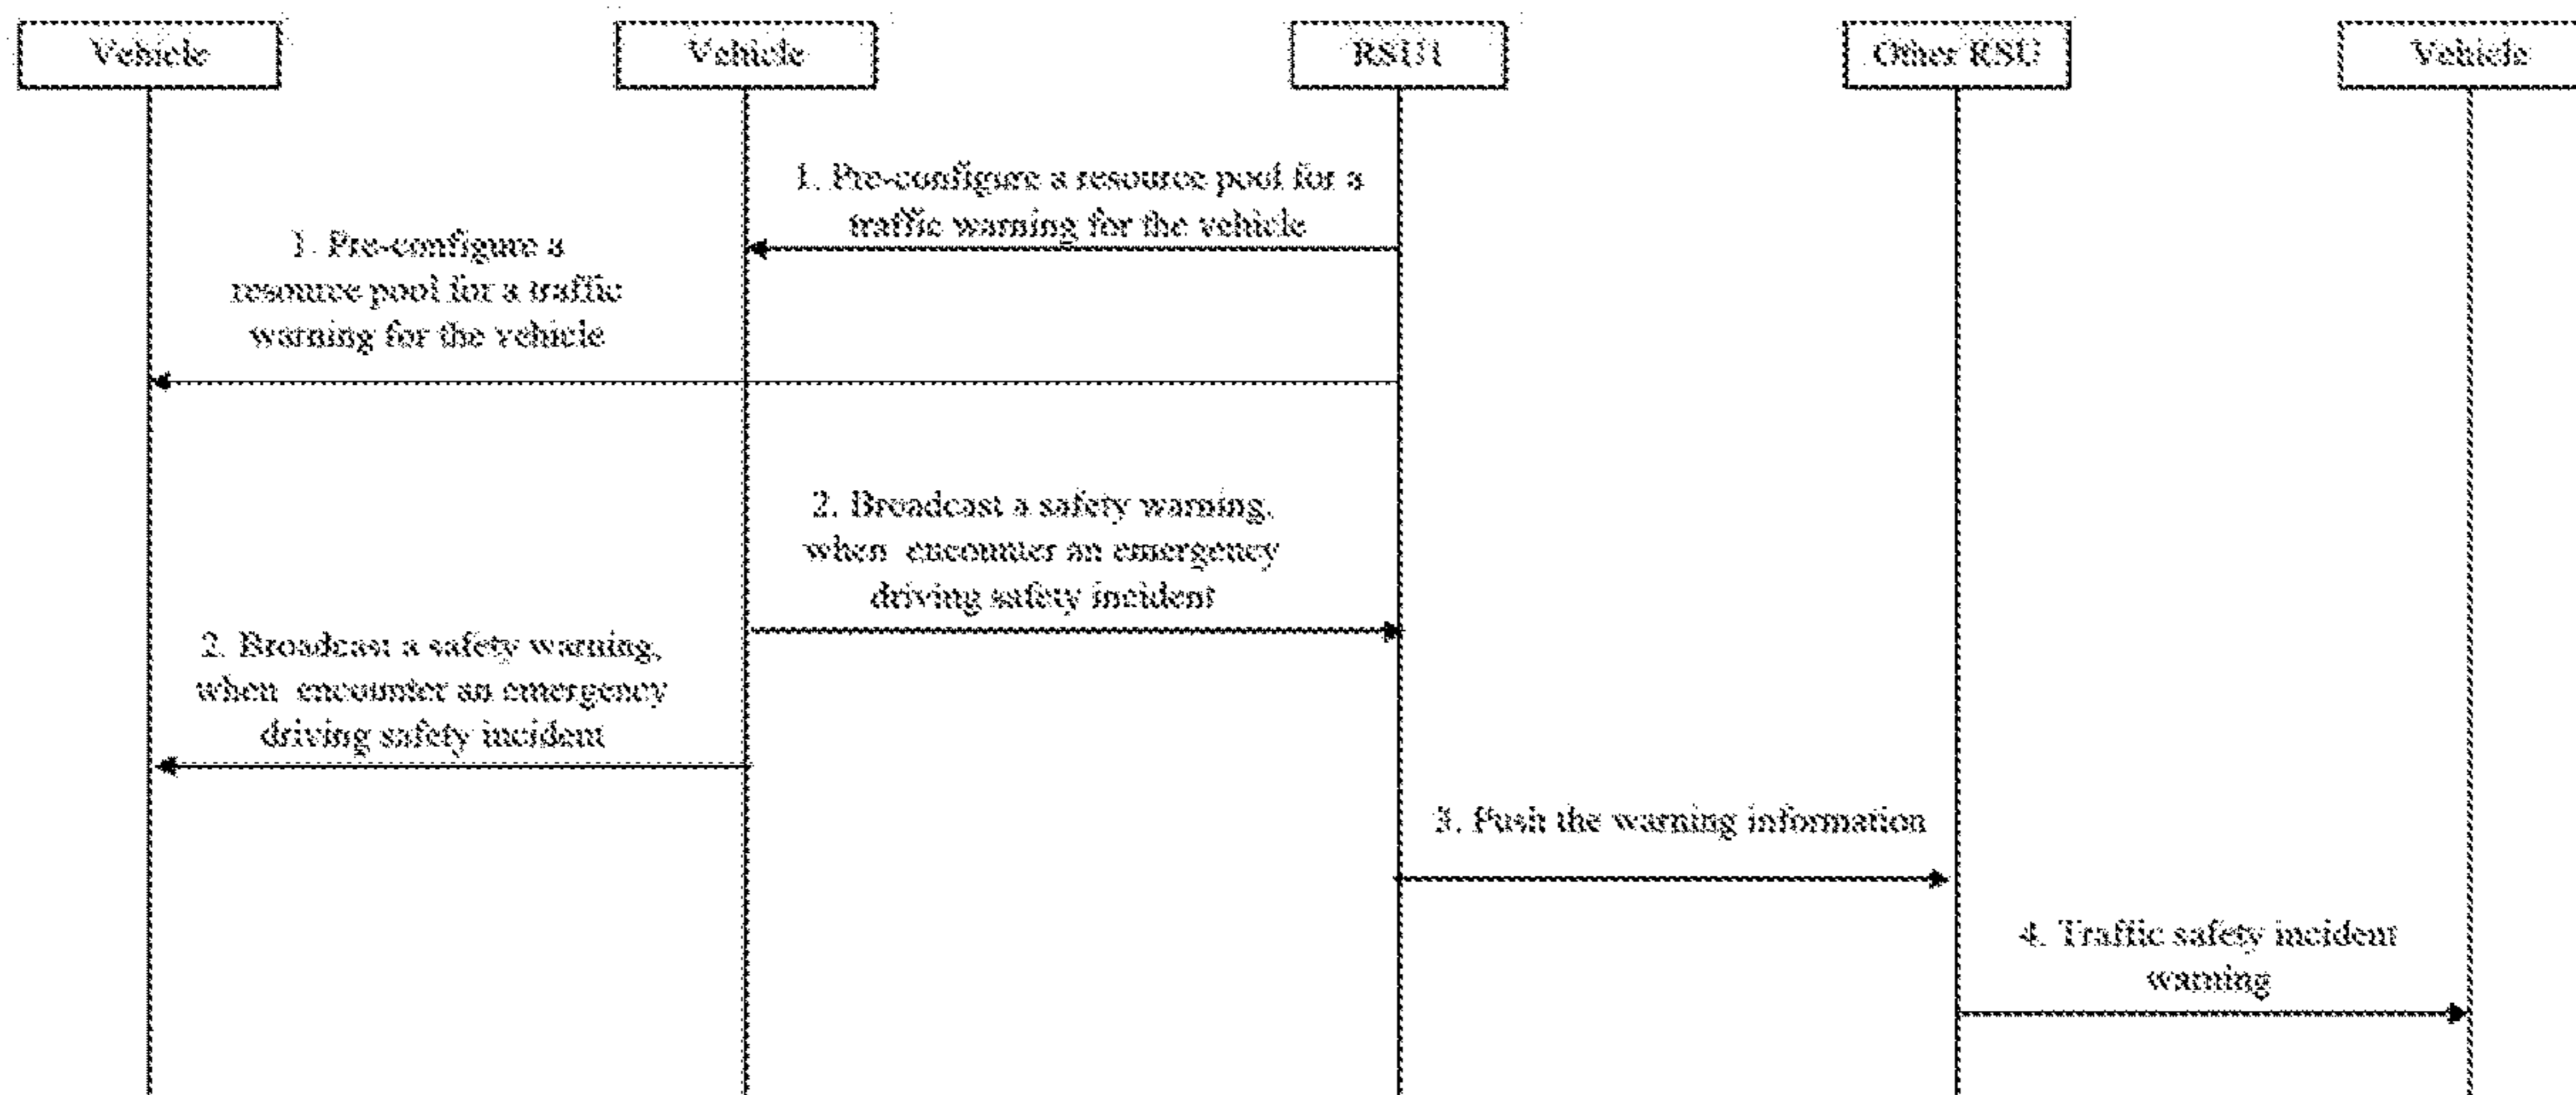 Vehicle
Vehicle
RSU1
Other RSU
Vehicle
1. Pre-configure a resource pool for a
traffic warning for the vehicle
1. Pre-configure a
resource pool for a traffic
warning for the vehicle
2. Broadcast a safety warning,
when encounter an emergency
driving safety incident
2. Broadcast a safety warning,
when encounter an emergency
driving safety incident
3. Push the warning information
4. Traffic safety incident
warning